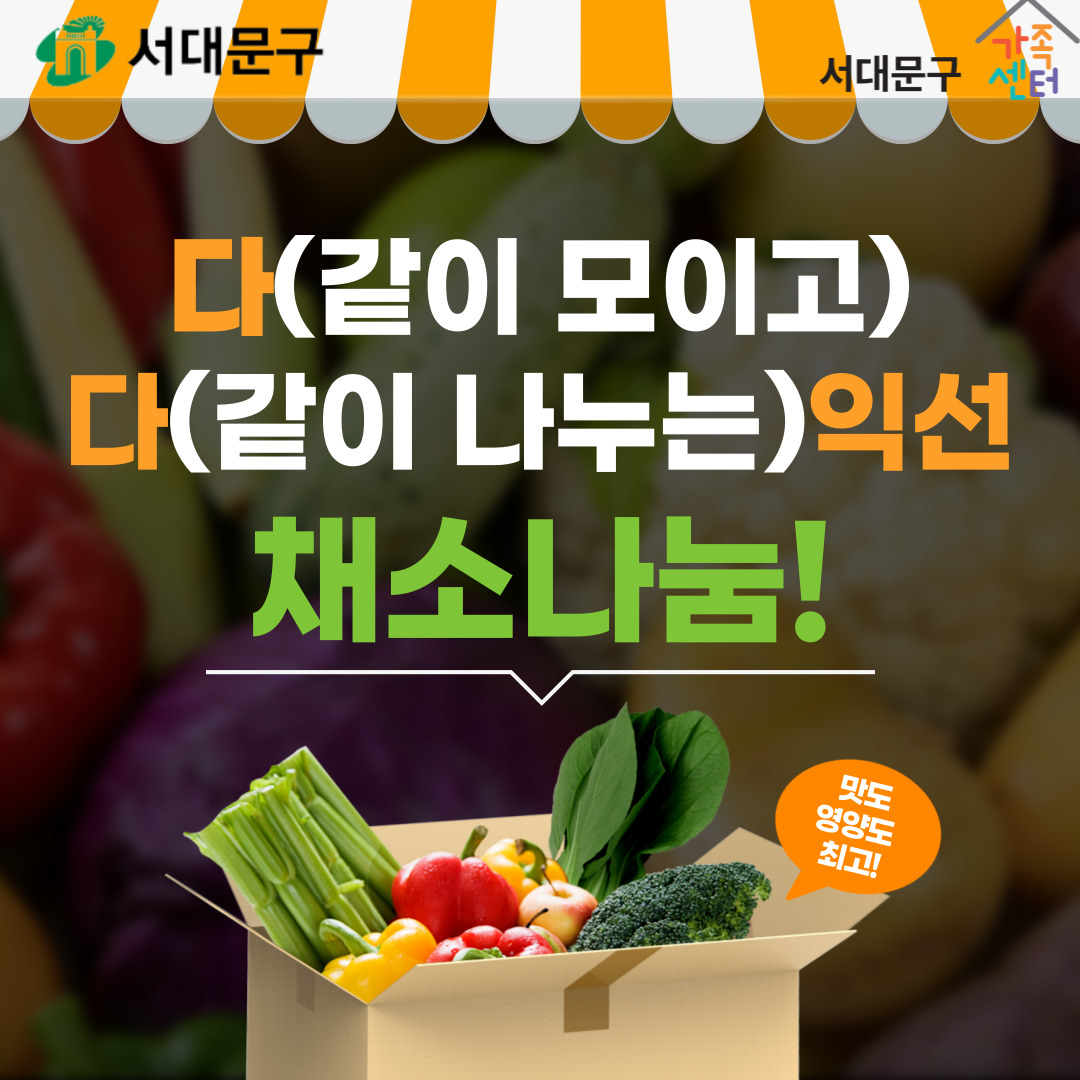 서대문구
서대문구
가족
센터
다(같이 모이고)
다(같이 나누는)익선
채소나눔!
맛도
영양도
최고!